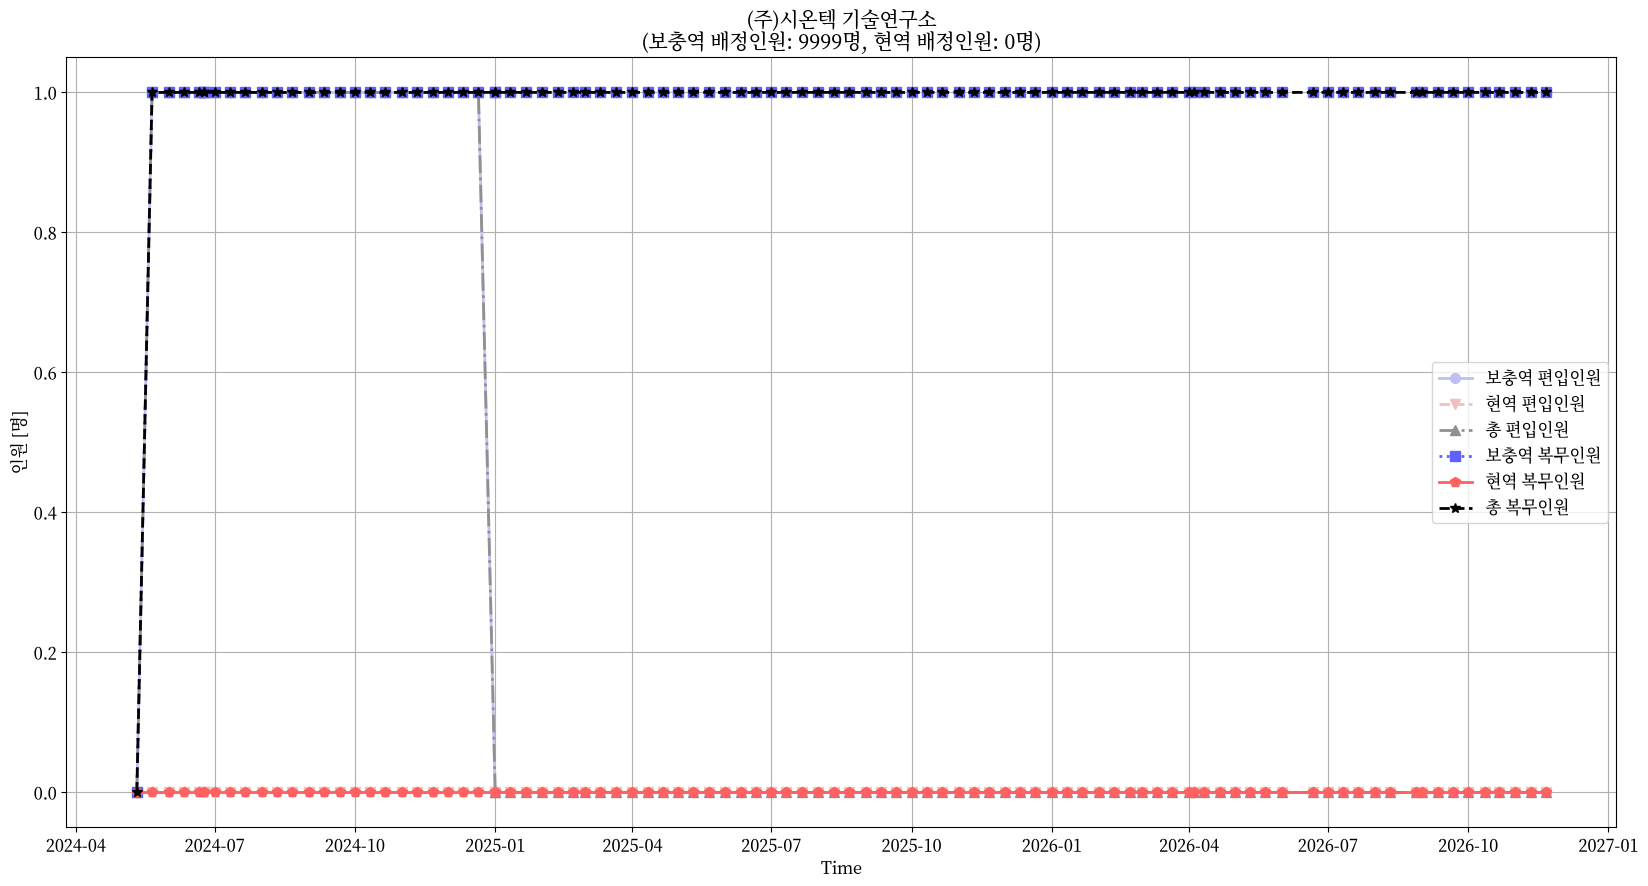 (주)시온텍 기술연구소
(보충역 배정인원: 9999명, 현역 배정인원: 0명)
인원 [명]
1.0
0.8
0.6
0.4
0.2
0.0
보충역 편입인원
현역 편입인원
총 편입인원
보충역 복무인원
현역 복무인원
총 복무인원
2024-04
2024-07
2024-10
2025-01
2025-04
2025-07
2025-10
2026-01
2026-04
2026-07
2026-10
2027-01
Time